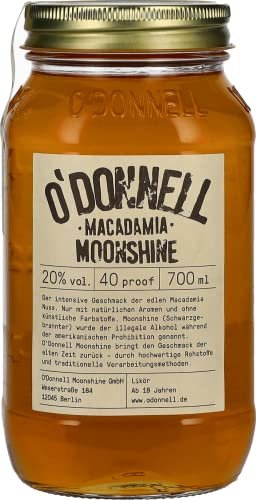 O'DONNELL
O'DONNELL
·MACADAMIA·
MOONSHINE
20% vol. 40 proof 700 ml
Der intensive Geschmack der edlen Macadamia
Nuss. Nur mit natürlichen Aromen und ohne
künstliche Farbstoffe. Moonshine (Schwarzge-
brannter) wurde der illegale Alkohol während
der amerikanischen Prohibition genannt.
O'Donnell Moonshine bringt den Geschmack der
alten Zeit zurück - durch hochwertige Rohstoffe
und traditionelle Verarbeitungsmethoden.
O'Donnell Moonshine GmbH Likör
Weserstraße 184 Ab 18 Jahren
12045 Berlin www.odonnell.de